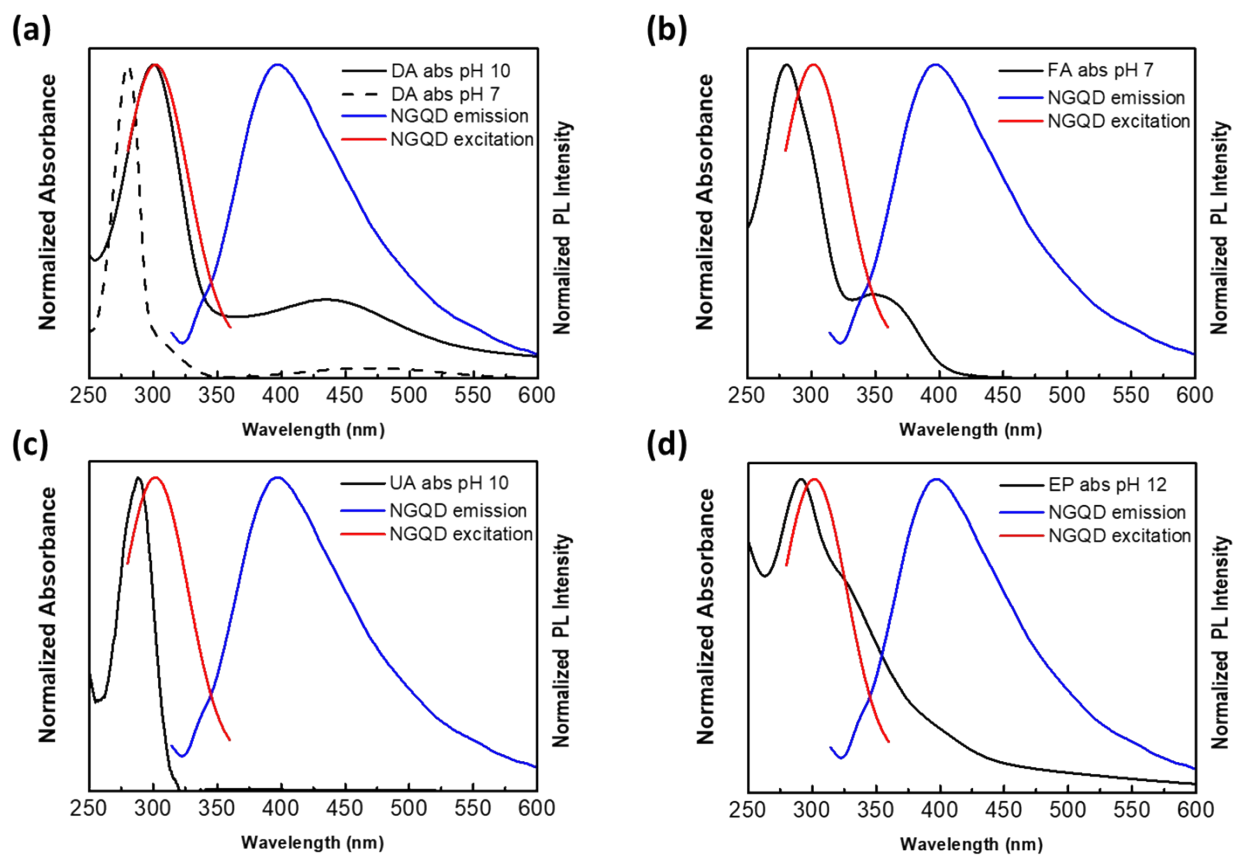 (a)
Normalized Absorbance
DA abs pH 10
DA abs pH 7
NGQD emission
NGQD excitation
Normalized PL Intensity
250 300 350 400 450 500 550 600
Wavelength (nm)
(b)
Normalized Absorbance
FA abs pH 7
NGQD emission
NGQD excitation
Normalized PL Intensity
250 300 350 400 450 500 550 600
Wavelength (nm)
(c)
Normalized Absorbance
UA abs pH 10
NGQD emission
NGQD excitation
Normalized PL Intensity
250 300 350 400 450 500 550 600
Wavelength (nm)
(d)
Normalized Absorbance
EP abs pH 12
NGQD emission
NGQD excitation
Normalized PL Intensity
250 300 350 400 450 500 550 600
Wavelength (nm)